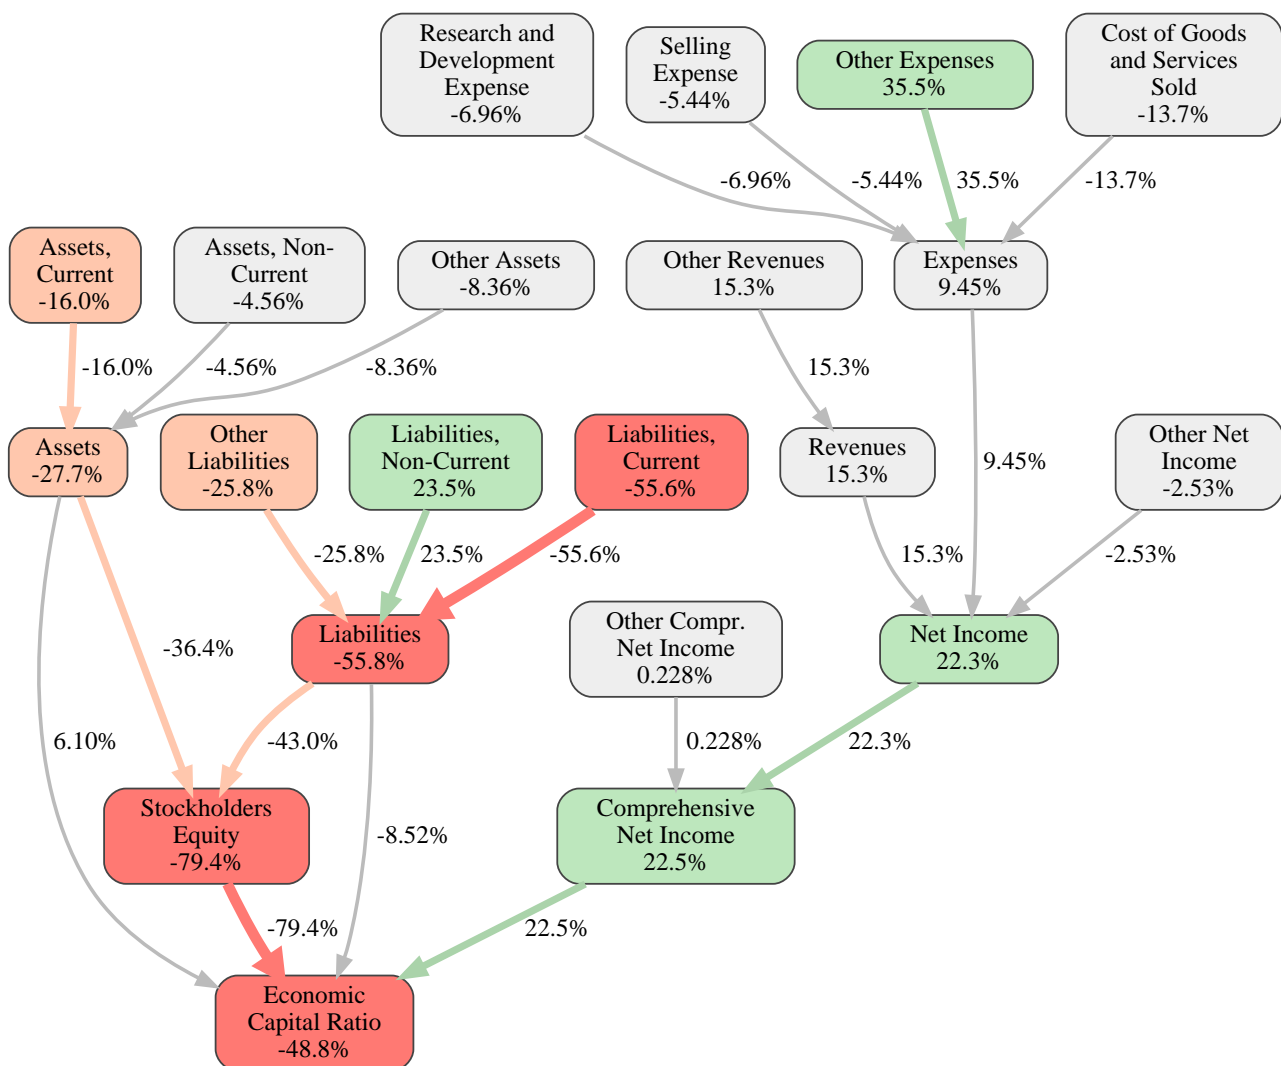 Research and
Development
Expense
-6.96%
Selling
Expense
-5.44%
Other Expenses
35.5%
Cost of Goods
and Services
Sold
-13.7%
-6.96%
-5.44%
35.5%
-13.7%
Assets,
Current
-16.0%
Assets, Non-
Current
-4.56%
Other Assets
-8.36%
Other Revenues
15.3%
Expenses
9.45%
-16.0%
-4.56%
-8.36%
15.3%
Assets
-27.7%
Other
Liabilities
-25.8%
Liabilities,
Non-Current
23.5%
Liabilities,
Current
-55.6%
Revenues
15.3%
9.45%
Other Net
Income
-2.53%
-25.8%
23.5%
-55.6%
15.3%
-2.53%
-36.4%
Liabilities
-55.8%
Other Compr.
Net Income
0.228%
Net Income
22.3%
6.10%
-43.0%
0.228%
22.3%
Stockholders
Equity
-79.4%
-8.52%
Comprehensive
Net Income
22.5%
-79.4%
22.5%
Economic
Capital Ratio
-48.8%